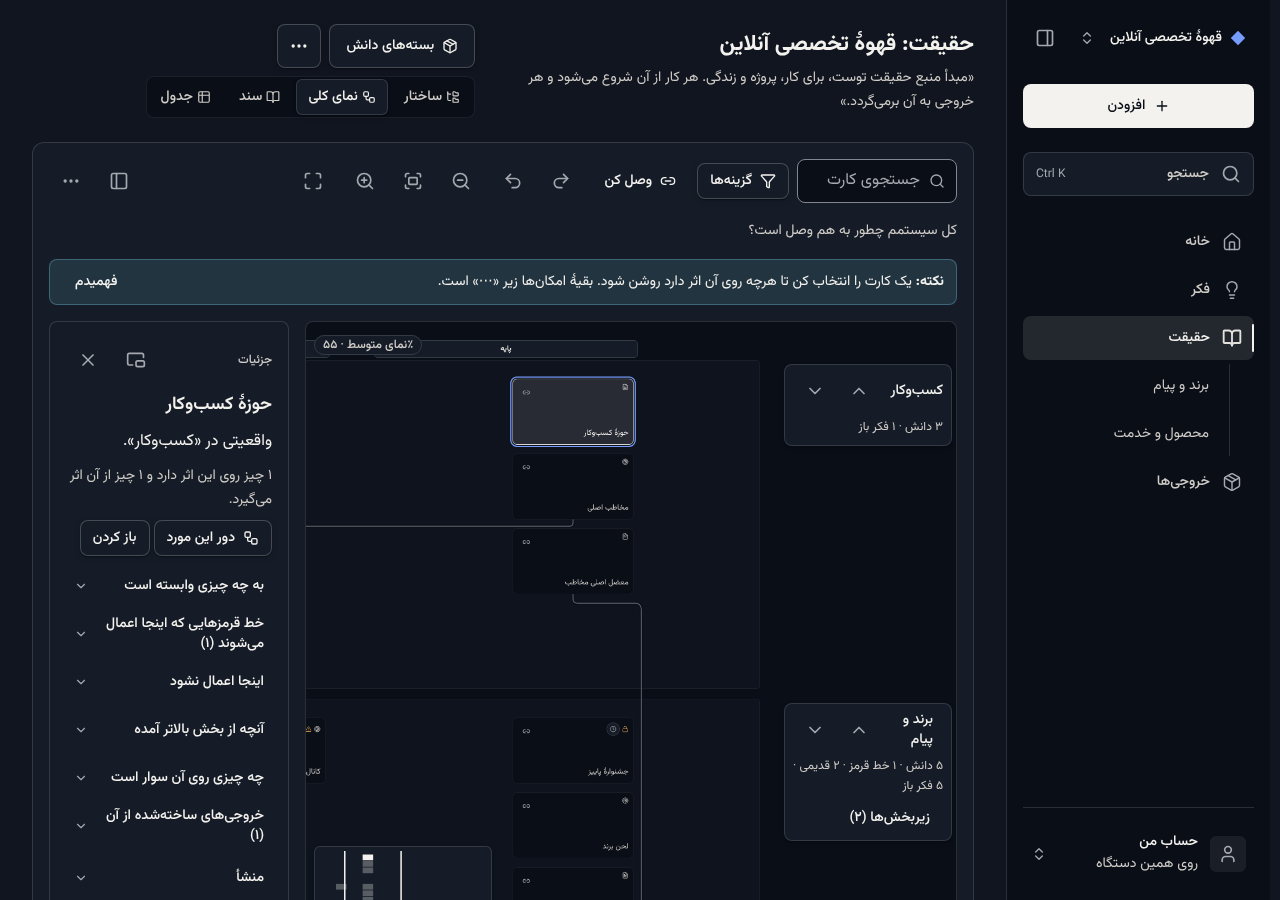 قهوهٔ تخصصی آنلاین
افزودن
جستجو
Ctrl K
خانه
فکر
حقیقت
برند و پیام
محصول و خدمت
خروجی‌ها
حساب من
روی همین دستگاه
حقیقت: قهوهٔ تخصصی آنلاین
«مبدأ منبع حقیقت توست، برای کار، پروژه و زندگی. هر کار از آن شروع می‌شود و هر
خروجی به آن برمی‌گردد.»
بسته‌های دانش
ساختار
نمای کلی
سند
جدول
جستجوی کارت
گزینه‌ها
وصل کن
کل سیستمم چطور به هم وصل است؟
نکته: یک کارت را انتخاب کن تا هرچه روی آن اثر دارد روشن شود. بقیهٔ امکان‌ها زیر «⋯» است.
فهمیدم
کسب‌وکار
۳ دانش · ۱ فکر باز
برند و
پیام
۵ دانش · ۱ خط قرمز · ۲ قدیمی ·
۵ فکر باز
زیربخش‌ها (۲)
پایه
نمای متوسط · ۵۵٪
حوزهٔ کسب‌وکار
مخاطب اصلی
معضل اصلی مخاطب
جشنوارهٔ پاییز
کانال
لحن برند
جزئیات
حوزهٔ کسب‌وکار
واقعیتی در «کسب‌وکار».
۱ چیز روی این اثر دارد و ۱ چیز از آن اثر
می‌گیرد.
دور این مورد
باز کردن
به چه چیزی وابسته است
خط قرمزهایی که اینجا اعمال
می‌شوند (۱)
اینجا اعمال نشود
آنچه از بخش بالاتر آمده
چه چیزی روی آن سوار است
خروجی‌های ساخته‌شده از آن
(۱)
منشأ